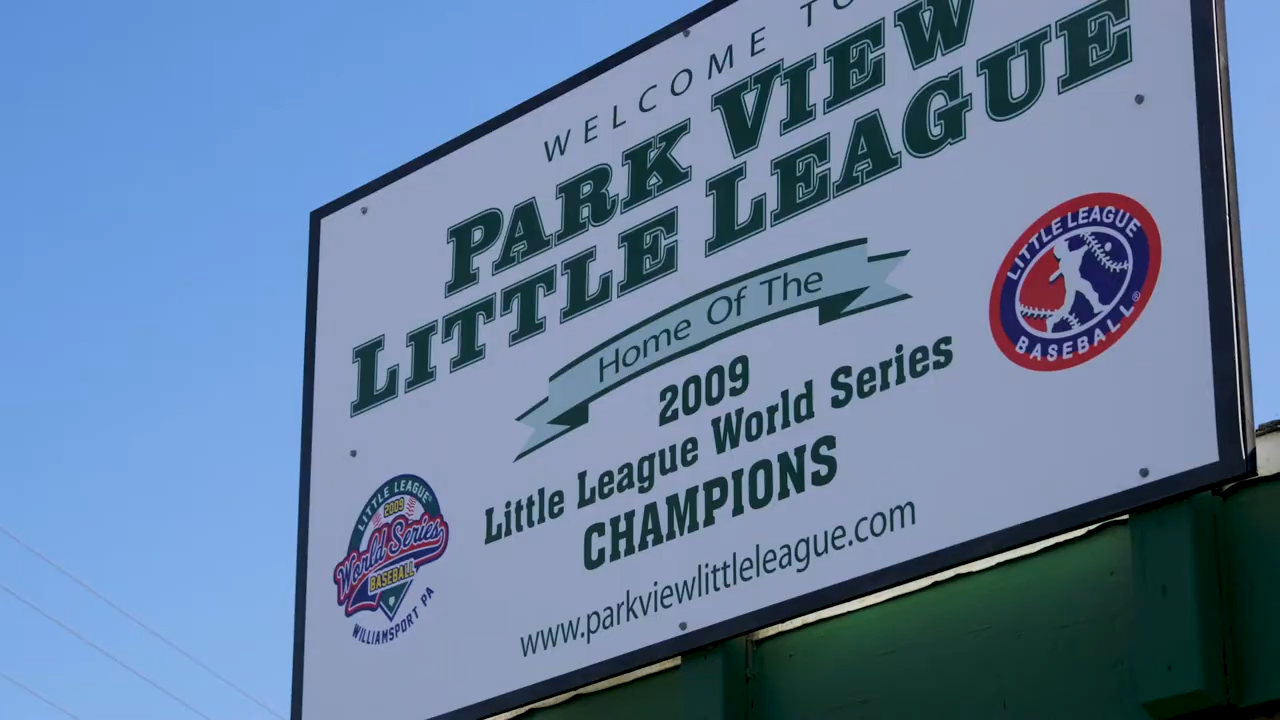 WELCOME TO
PARK VIEW
LITTLE LEAGUE
Home Of The
2009
Little League World Series
CHAMPIONS
www.parkviewlittleleague.com
LITTLE LEAGUE
BASEBALL®
LITTLE LEAGUE®
2009
World Series
BASEBALL
WILLIAMSPORT PA